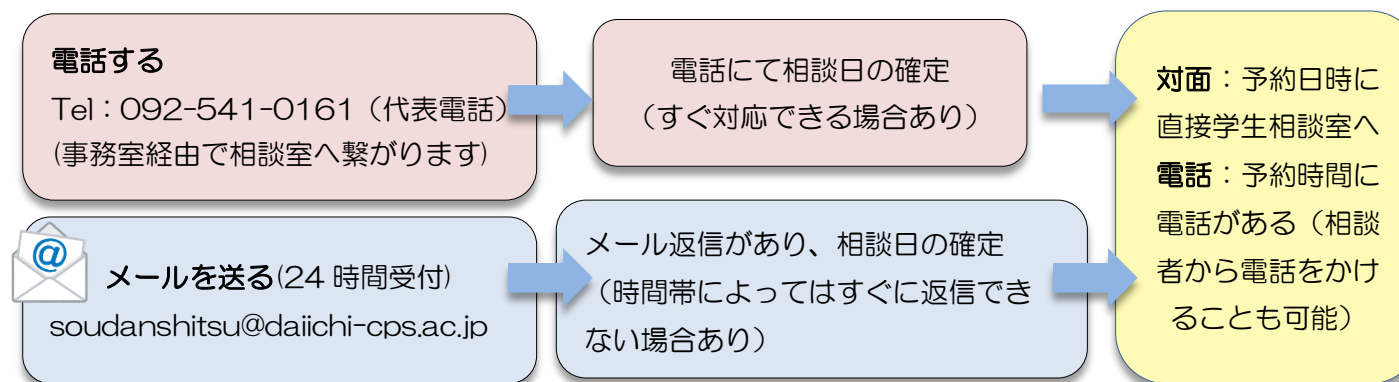 電話する
Tel：092-541-0161（代表電話）
(事務室経由で相談室へ繋がります)
電話にて相談日の確定
（すぐ対応できる場合あり）
@
メールを送る(24 時間受付)
soudanshitsu@daiichi-cps.ac.jp
メール返信があり、相談日の確定
（時間帯によってはすぐに返信でき
ない場合あり）
対面：予約日時に
直接学生相談室へ
電話：予約時間に
電話がある（相談
者から電話をかけ
ることも可能）